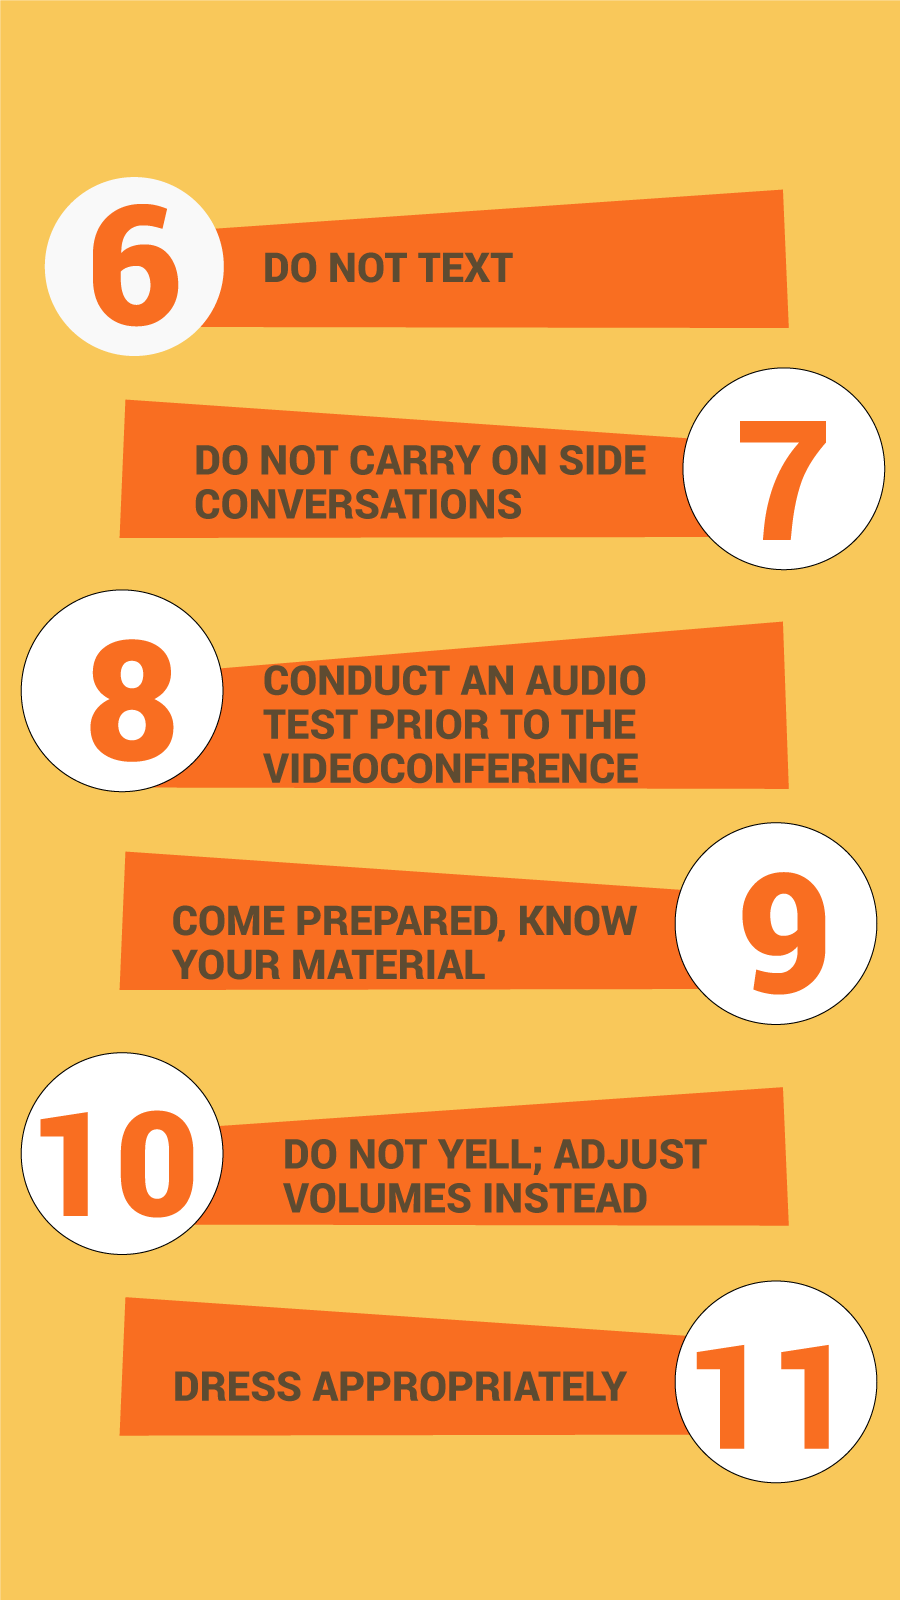 6
DO NOT TEXT
DO NOT CARRY ON SIDE
CONVERSATIONS
7
8
CONDUCT AN AUDIO
TEST PRIOR TO THE
VIDEOCONFERENCE
COME PREPARED, KNOW
YOUR MATERIAL
9
10
DO NOT YELL; ADJUST
VOLUMES INSTEAD
DRESS APPROPRIATELY
11